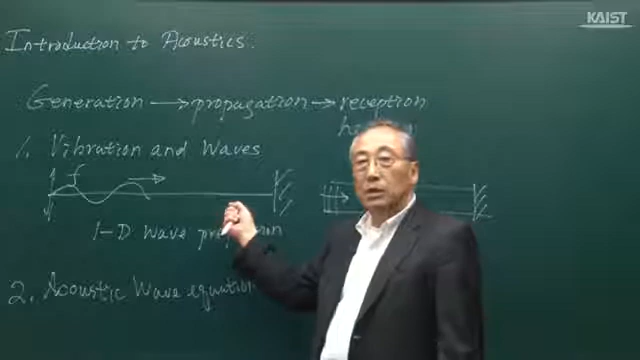 KAIST
Introduction to Acoustics.
Generation → propagation → reception
1. Vibration and Waves
f
1-D Wave
2. Acoustic Wave equation